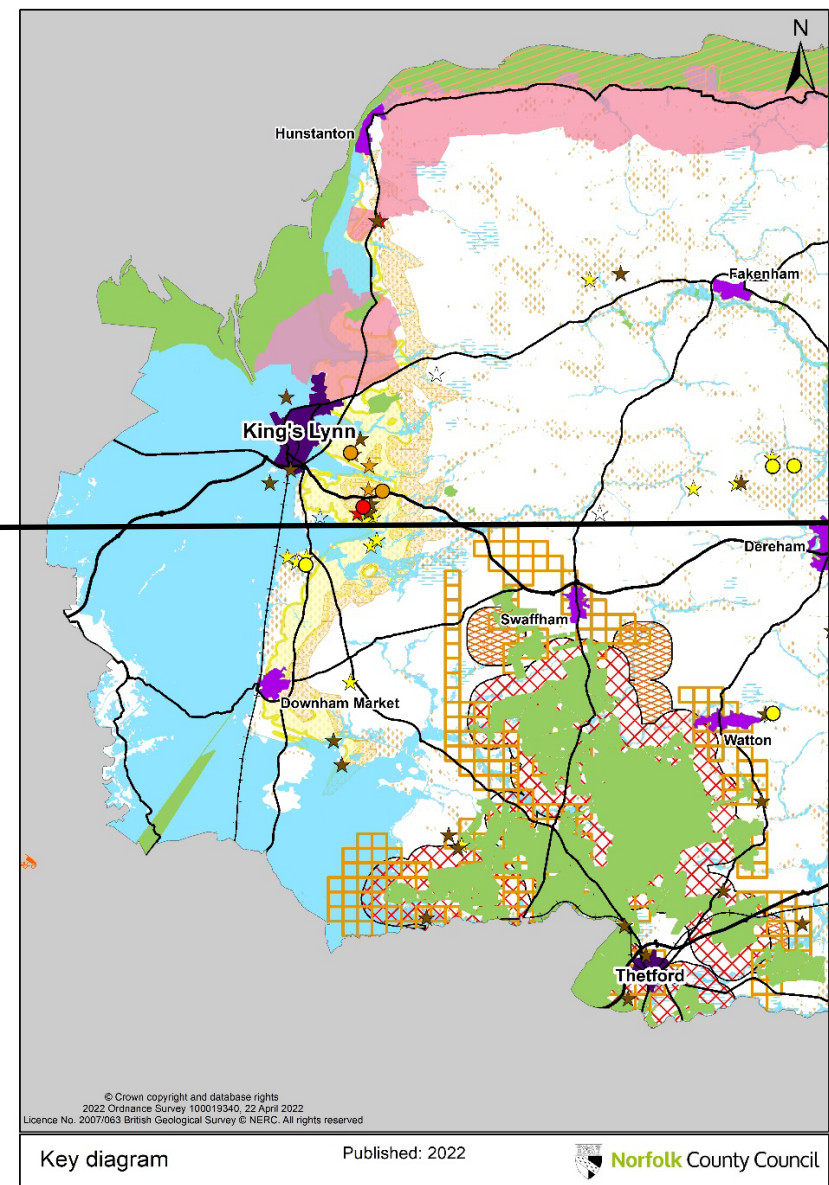 N
Hunstanton
Fakenham
King's Lynn
Dereham
Swaffham
Downham Market
Watton
Thetford
© Crown copyright and database rights
2022 Ordnance Survey 100019340, 22 April 2022
Licence No. 2007/063 British Geological Survey © NERC. All rights reserved
Key diagram
Published: 2022
Norfolk County Council